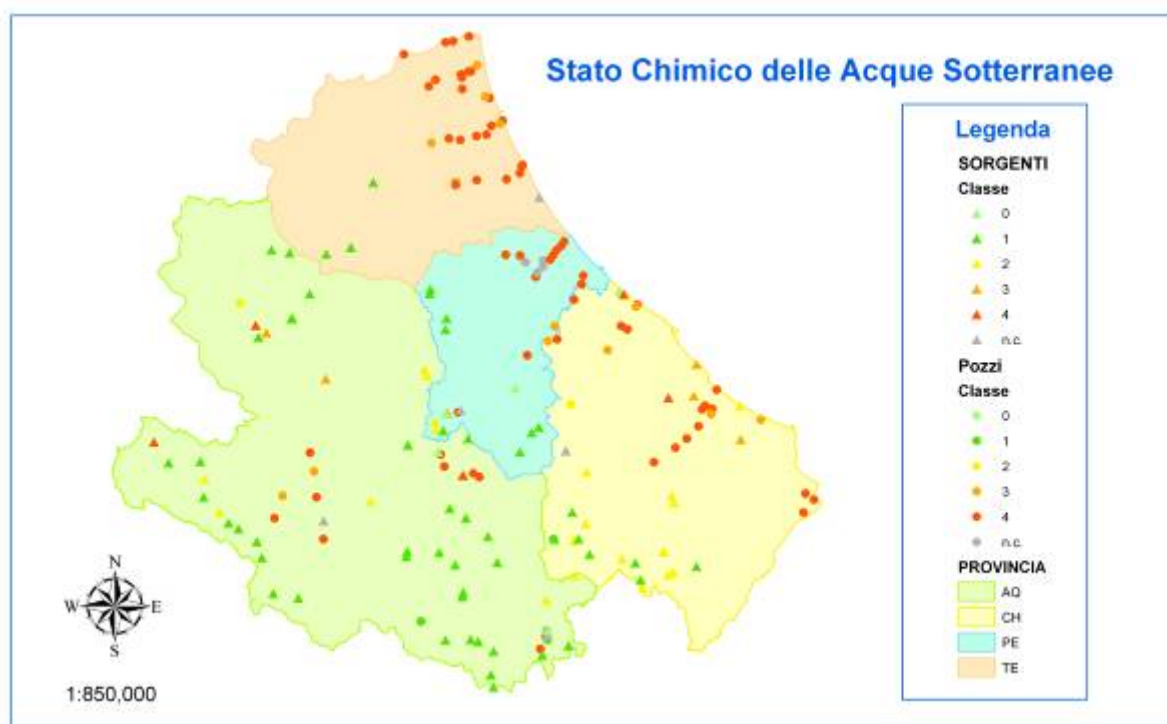 Stato Chimico delle Acque Sotterranee
Legenda
SORGENTI
Classe
0
1
2
3
4
n.c.
Pozzi
Classe
0
1
2
3
4
n.c.
PROVINCIA
AQ
CH
PE
TE
N
W E
S
1:850,000